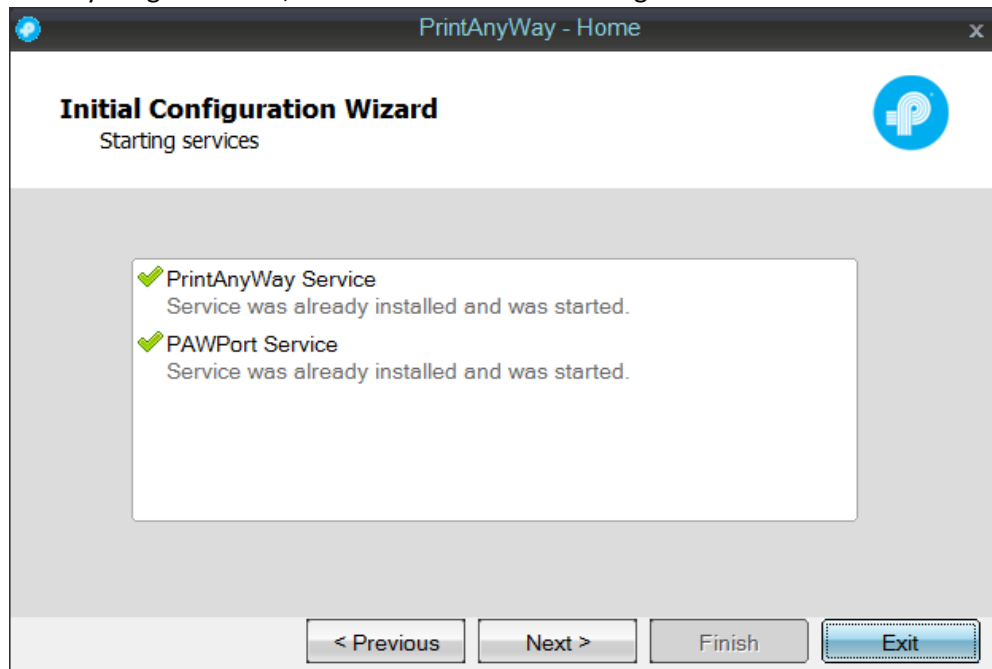 PrintAnyWay - Home
x
Initial Configuration Wizard
Starting services
PrintAnyWay Service
Service was already installed and was started.
PAWPort Service
Service was already installed and was started.
< Previous Next > Finish Exit